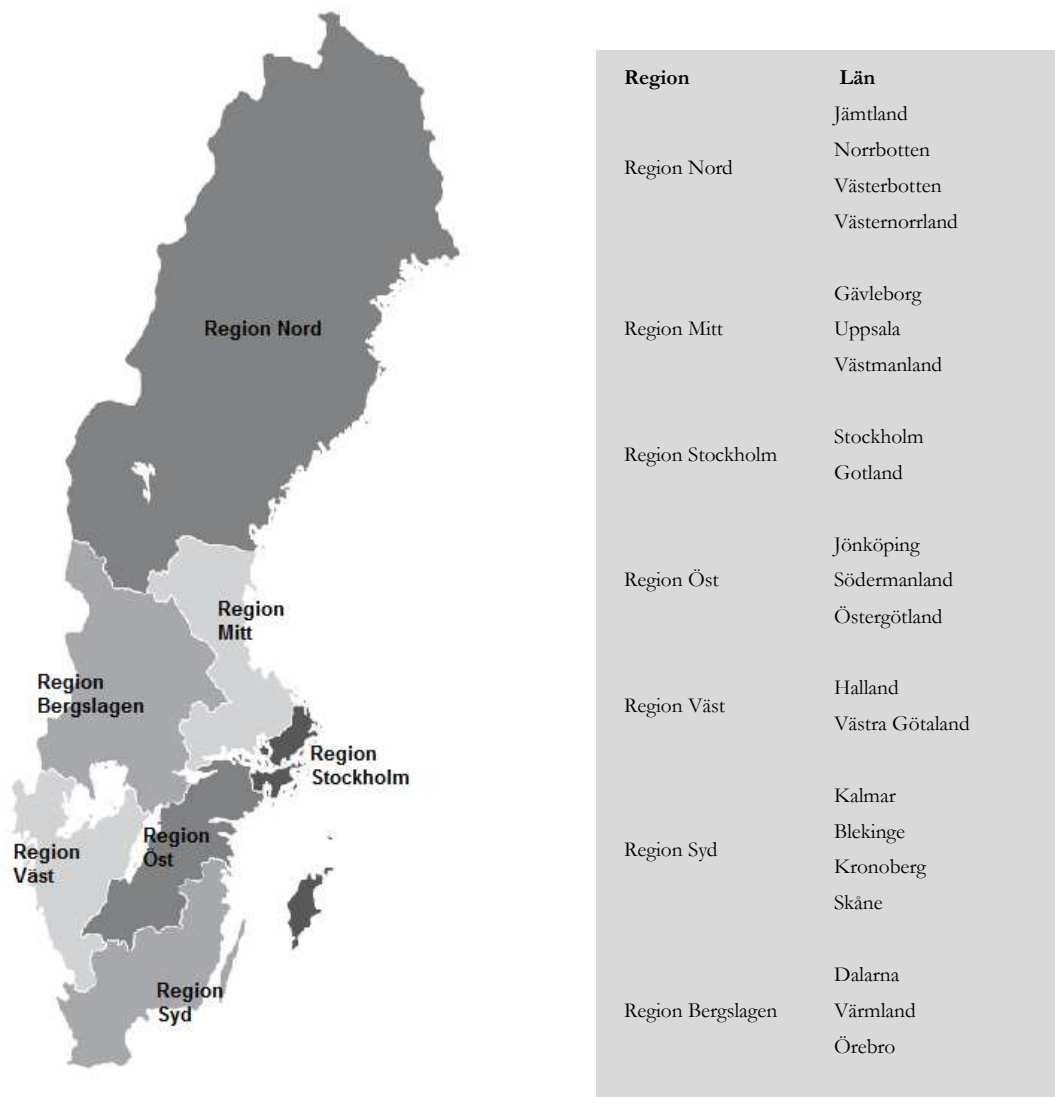 Region Nord
Region
Mitt
Region
Bergslagen
Region
Stockholm
Region
Öst
Region
Väst
Region
Syd
Region Län
Jämtland
Norrbotten
Region Nord
Västerbotten
Västernorrland
Gävleborg
Region Mitt Uppsala
Västmanland
Stockholm
Region Stockholm
Gotland
Jönköping
Region Öst Södermanland
Östergötland
Halland
Region Väst
Västra Götaland
Kalmar
Blekinge
Region Syd
Kronoberg
Skåne
Dalarna
Region Bergslagen Värmland
Örebro